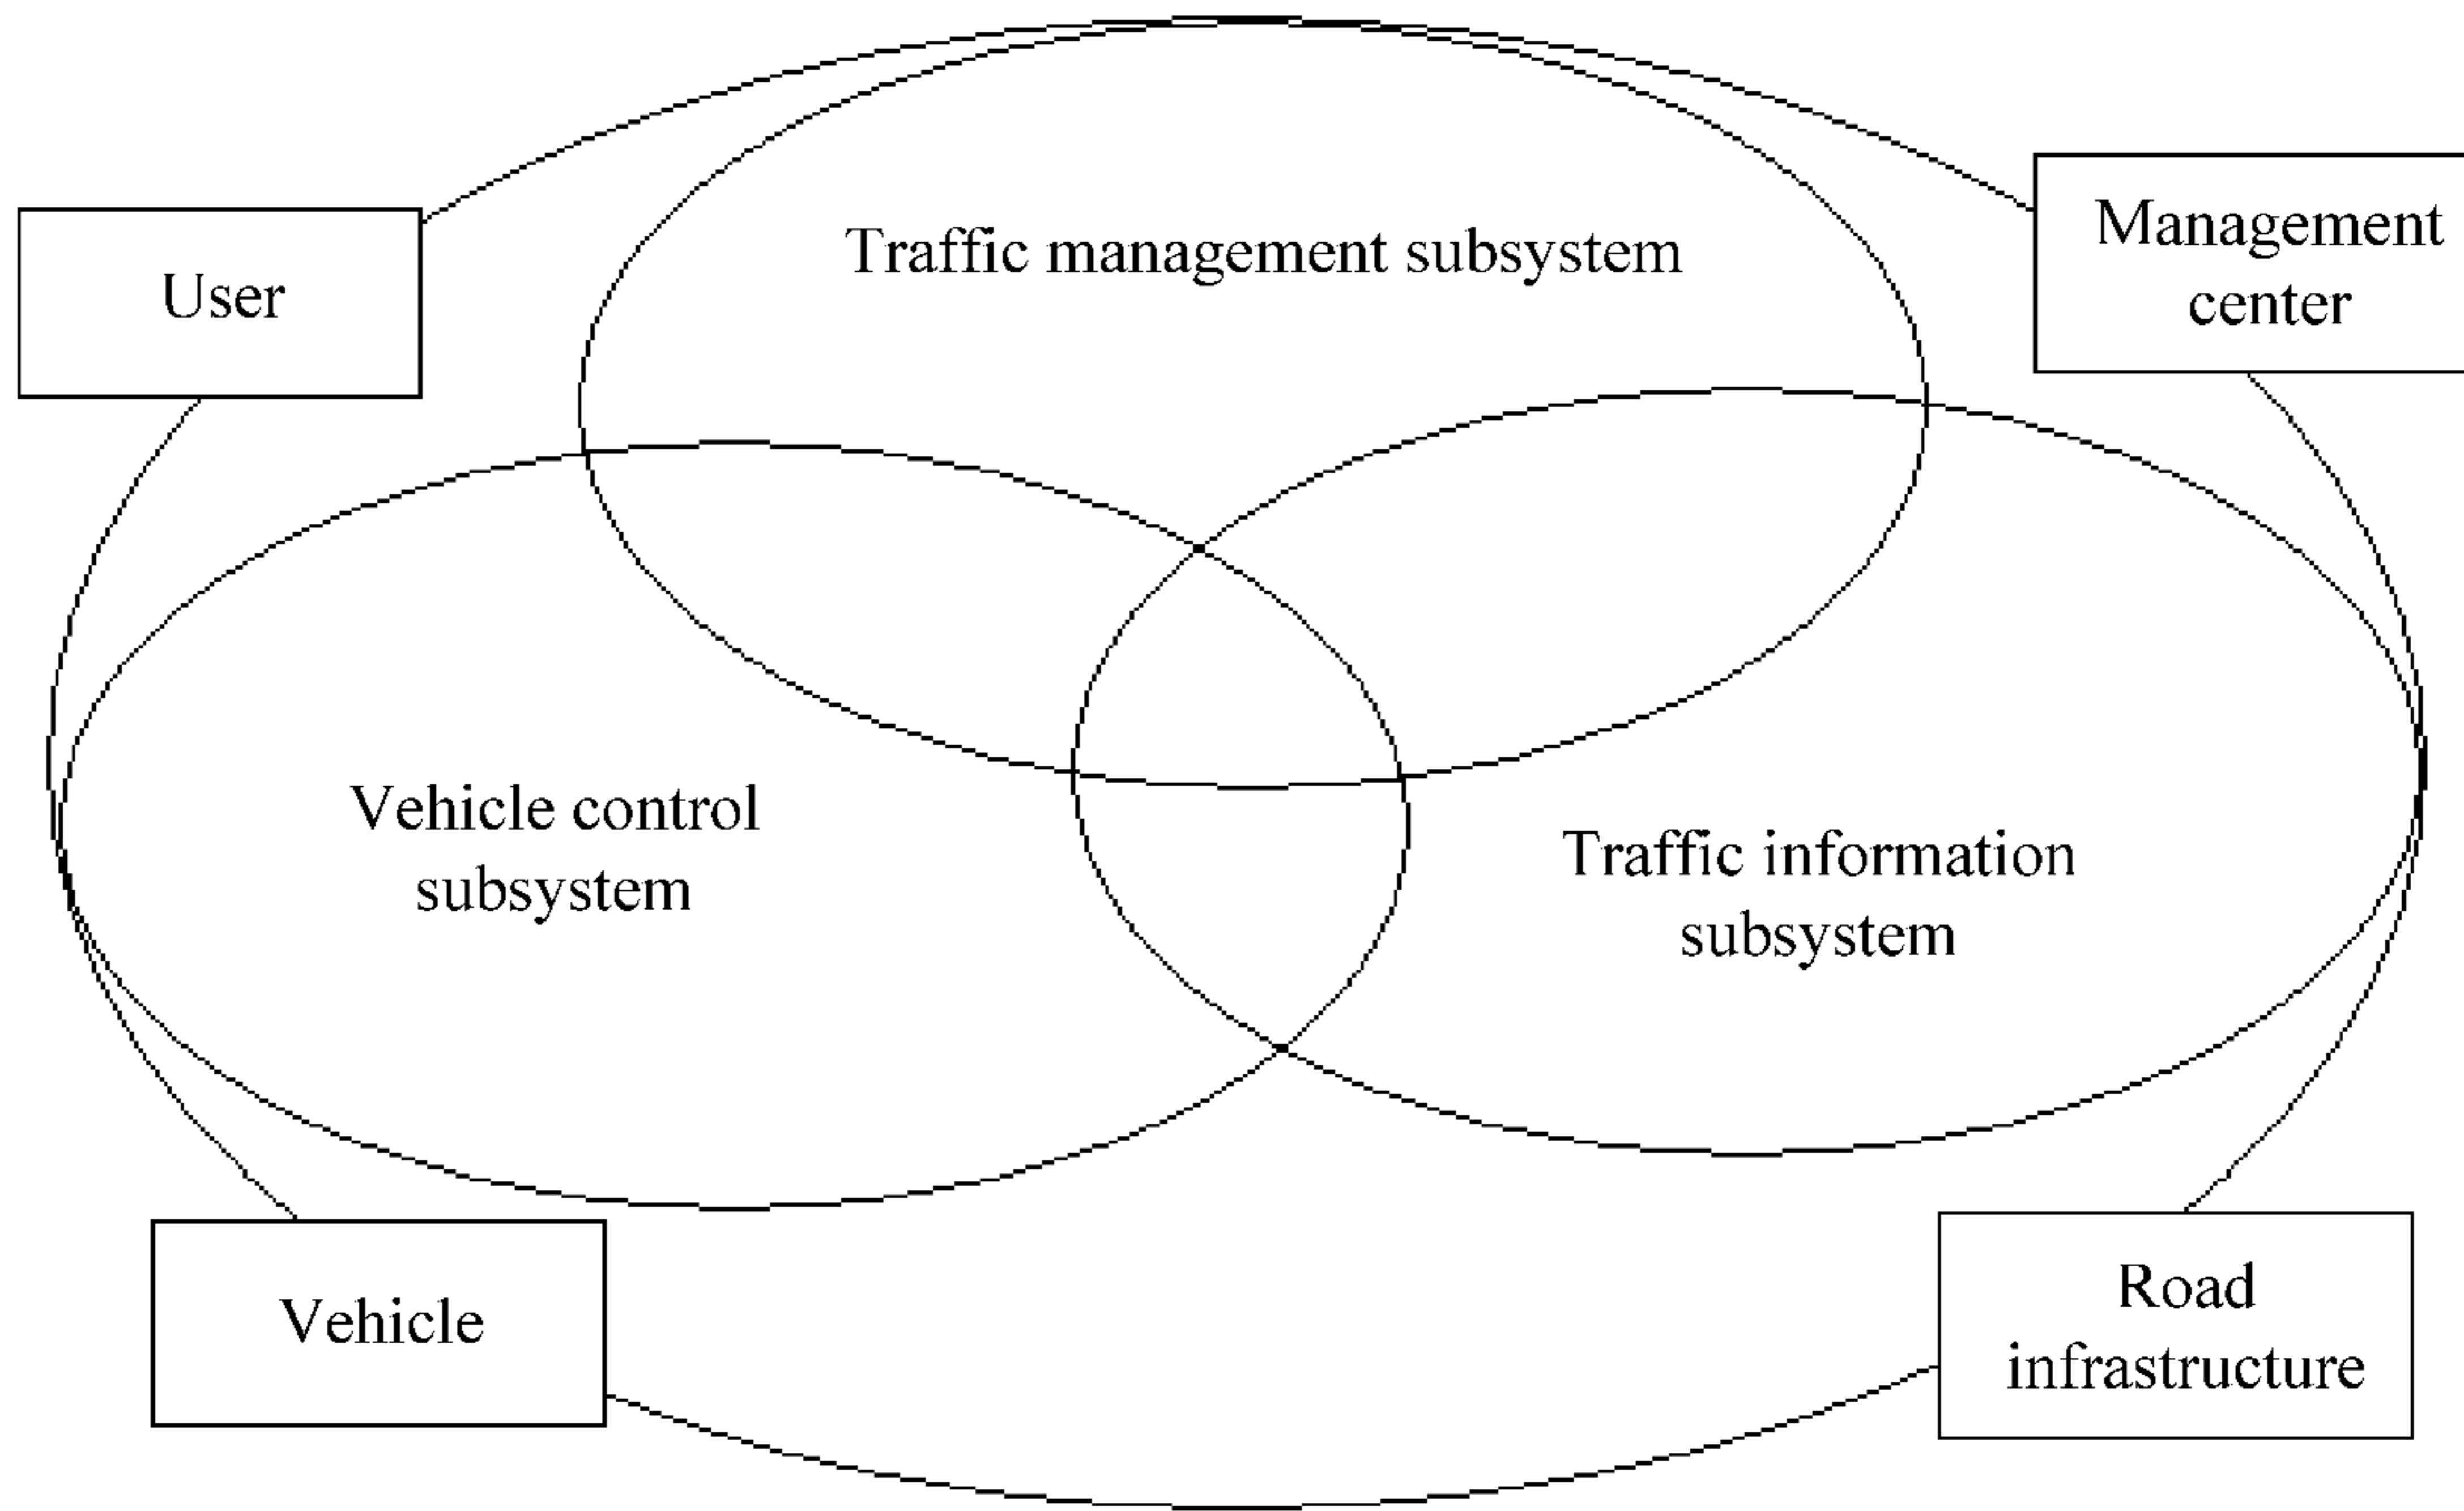 Traffic management subsystem
User
Management
center
Vehicle control
subsystem
Traffic information
subsystem
Vehicle
Road
infrastructure